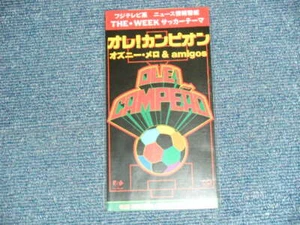 フジテレビ系 ニュース情報番組
THE★WEEK サッカーテーマ
オレ!カンピオン
オズニー・メロ & amigos
OLE!
CAMPEÃO